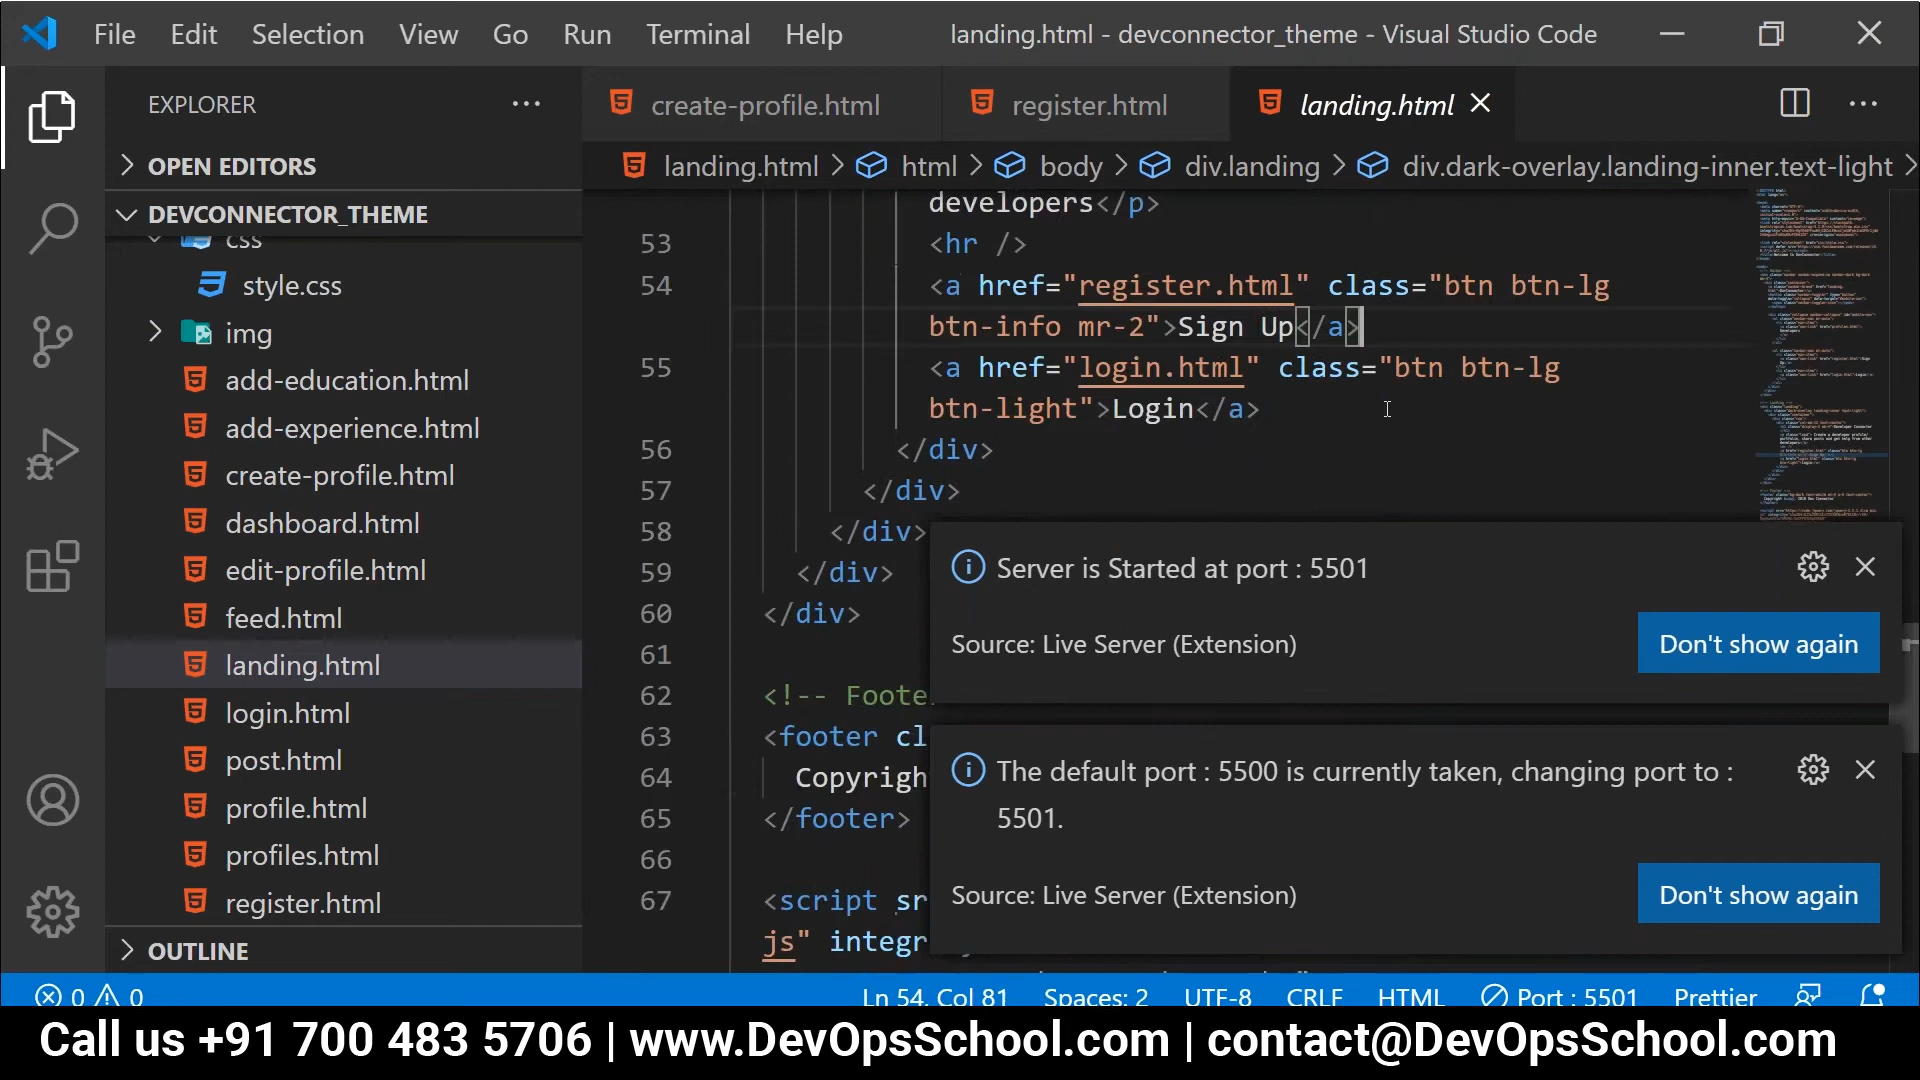 File Edit Selection View Go Run Terminal Help landing.html - devconnector_theme - Visual Studio Code
EXPLORER
OPEN EDITORS
DEVCONNECTOR_THEME
css
style.css
img
add-education.html
add-experience.html
create-profile.html
dashboard.html
edit-profile.html
feed.html
landing.html
login.html
post.html
profile.html
profiles.html
register.html
OUTLINE
create-profile.html register.html landing.html
landing.html > html > body > div.landing > div.dark-overlay.landing-inner.text-light >
developers</p>
53 <hr />
54 <a href="register.html" class="btn btn-lg
btn-info mr-2">Sign Up</a>
55 <a href="login.html" class="btn btn-lg
btn-light">Login</a>
56 </div>
57 </div>
58 </div>
59 </div>
60 </div>
61
62 <!-- Foote
63 <footer cl
64 Copyrigh
65 </footer>
66
67 <script sr
js" integr
Server is Started at port : 5501
Source: Live Server (Extension) Don't show again
The default port : 5500 is currently taken, changing port to :
5501.
Source: Live Server (Extension) Don't show again
0 0 Ln 54, Col 81 Spaces: 2 UTF-8 CRLF HTML Port : 5501 Prettier
Call us +91 700 483 5706 | www.DevOpsSchool.com | contact@DevOpsSchool.com